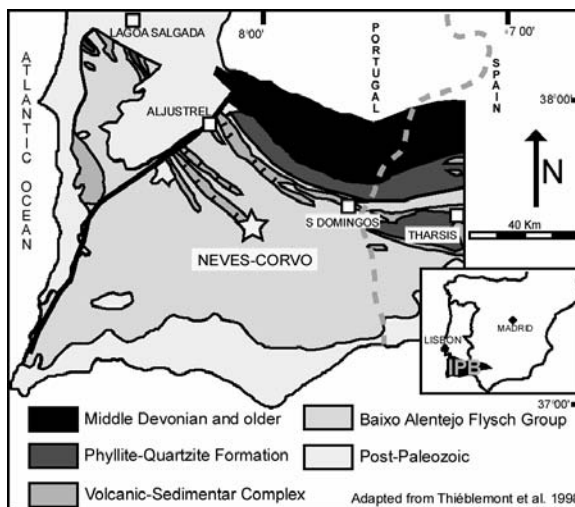 LAGOA SALGADA
8°00'
7°00'
ATLANTIC OCEAN
PORTUGAL
SPAIN
38°00'
ALJUSTREL
N
S DOMINGOS
THARSIS
40 Km
NEVES-CORVO
MADRID
LISBON
IPB
37°00'
Middle Devonian and older
Baixo Alentejo Flysch Group
Phyllite-Quartzite Formation
Post-Paleozoic
Volcanic-Sedimentar Complex
Adapted from Thiéblemont et al. 1998